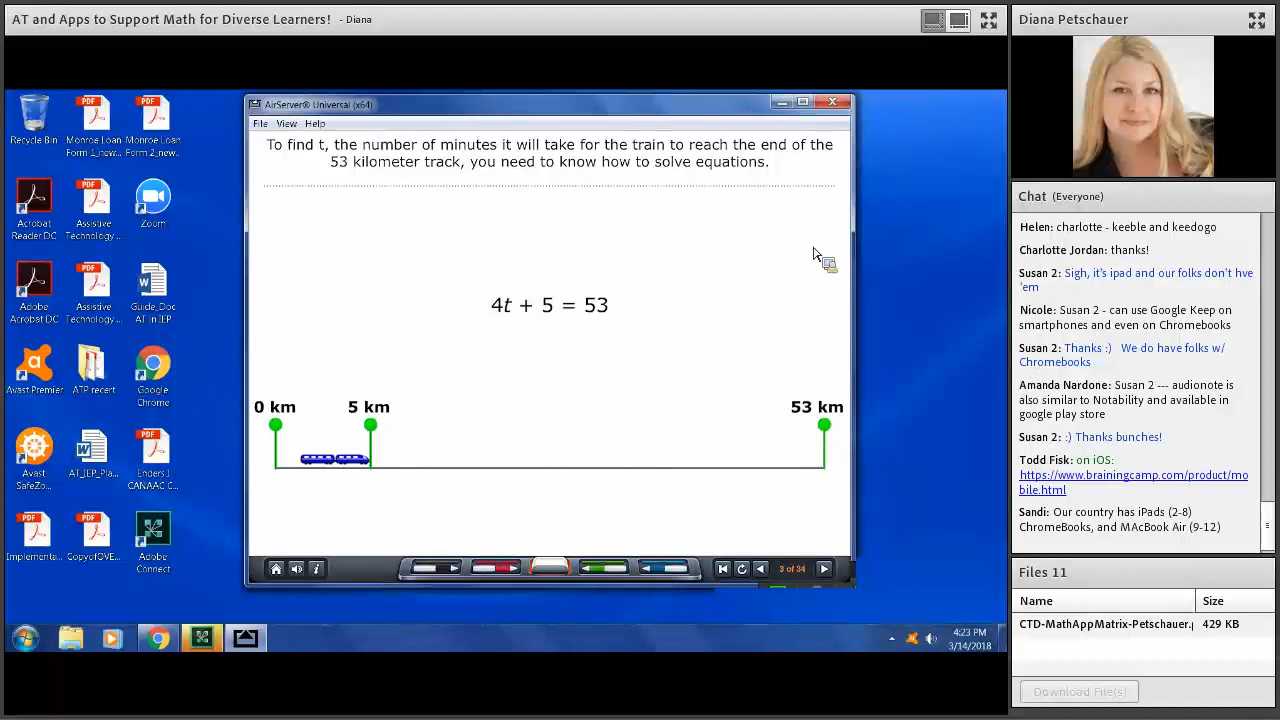 AT and Apps to Support Math for Diverse Learners! - Diana
Recycle Bin
Monroe Loan
Form 1_new...
Monroe Loan
Form 2_new...
Acrobat
Reader DC
Assistive
Technology ...
Zoom
Adobe
Acrobat DC
Assistive
Technology ...
Guide_Doc
AT in IEP
Avast Premier
ATP recert
Google
Chrome
Avast
SafeZo...
AT_IEP_Pla...
Enders J
CANAAC C...
Implementa...
CopyofOVE...
Adobe
Connect
AirServer® Universal (x64)
File View Help
To find t, the number of minutes it will take for the train to reach the end of the
53 kilometer track, you need to know how to solve equations.
4t + 5 = 53
0 km 5 km 53 km
3 of 34
4:23 PM
3/14/2018
Diana Petschauer
Chat (Everyone)
Helen: charlotte - keeble and keedogo
Charlotte Jordan: thanks!
Susan 2: Sigh, it's ipad and our folks don't hve
'em
Nicole: Susan 2 - can use Google Keep on
smartphones and even on Chromebooks
Susan 2: Thanks :) We do have folks w/
Chromebooks
Amanda Nardone: Susan 2 --- audionote is
also similar to Notability and available in
google play store
Susan 2: :) Thanks bunches!
Todd Fisk: on iOS:
https://www.brainingcamp.com/product/mo
bile.html
Sandi: Our country has iPads (2-8)
ChromeBooks, and MAcBook Air (9-12)
Files 11
Name Size
CTD-MathAppMatrix-Petschauer.p 429 KB
Download File(s)